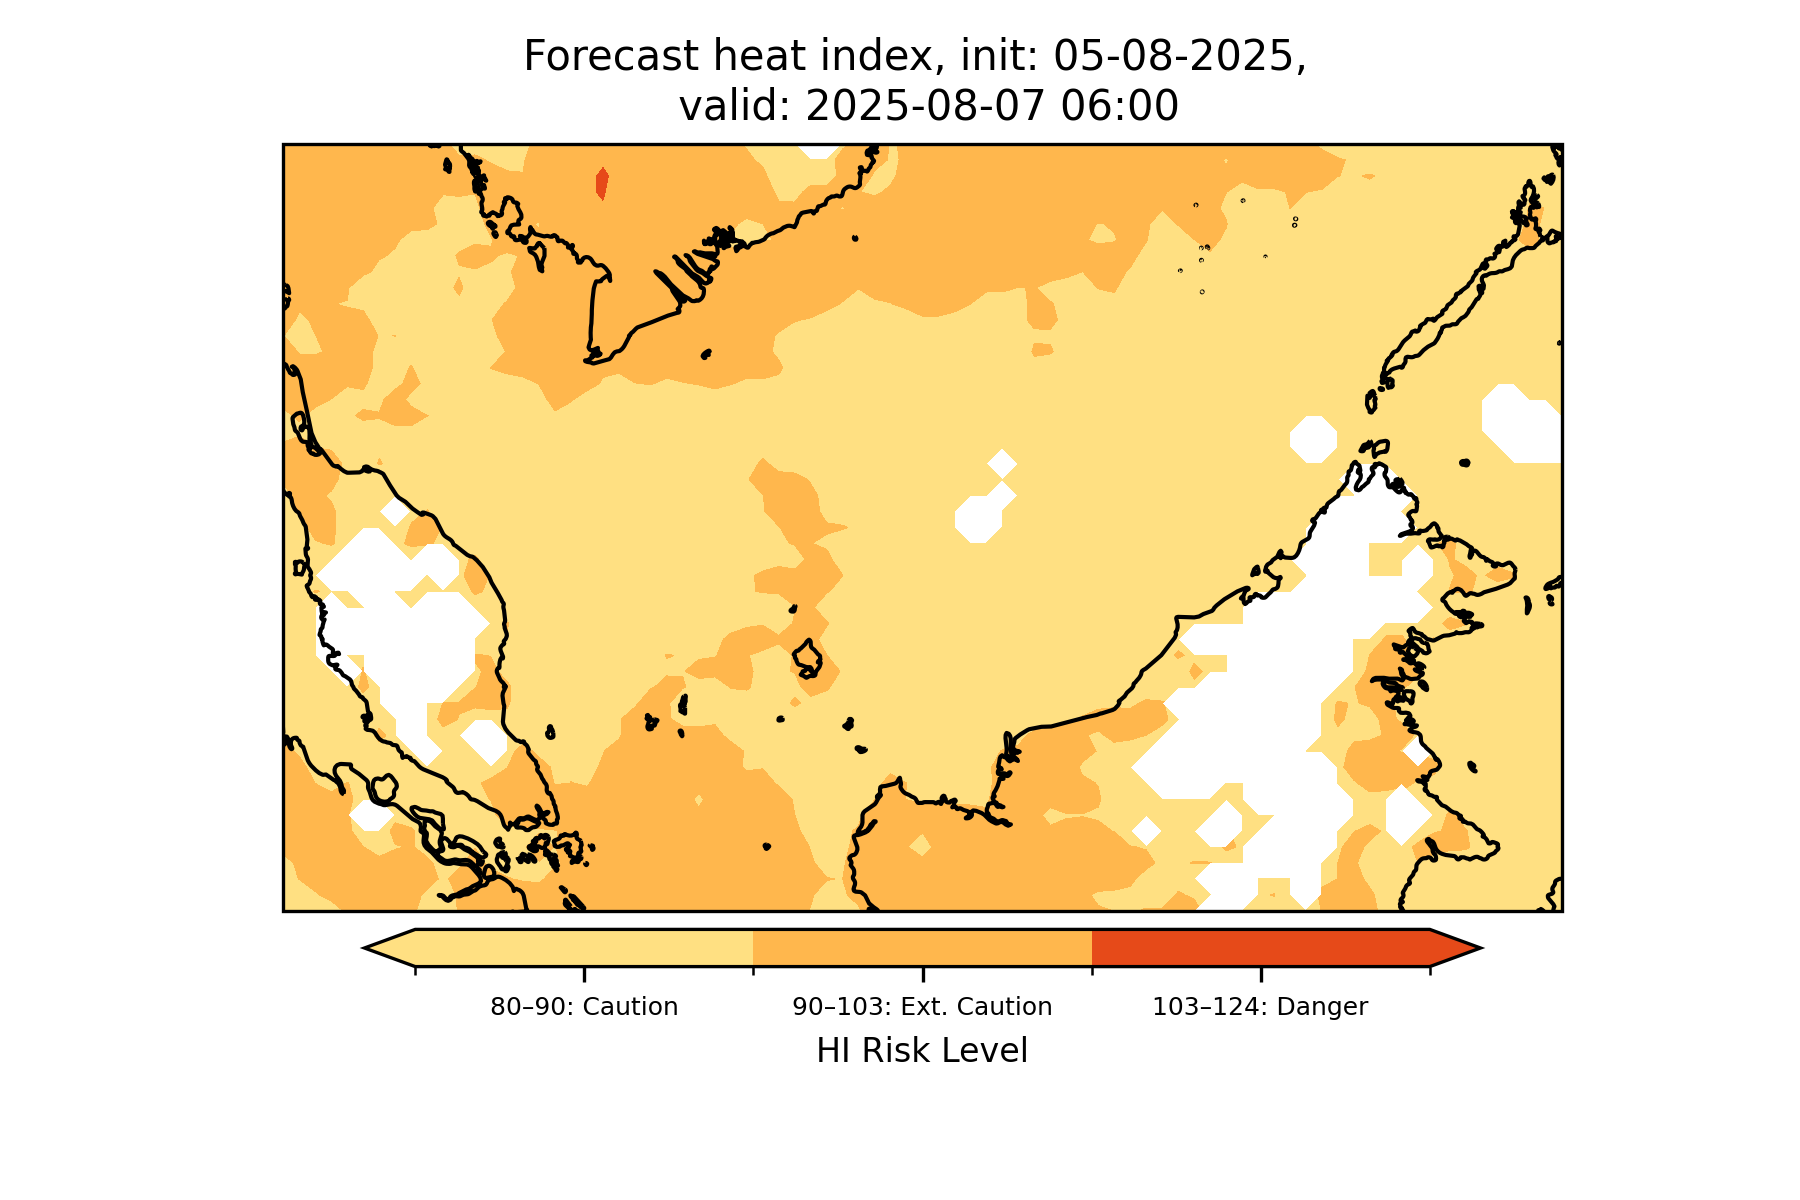 Forecast heat index, init: 05-08-2025,
valid: 2025-08-07 06:00
80–90: Caution
90–103: Ext. Caution
103–124: Danger
HI Risk Level